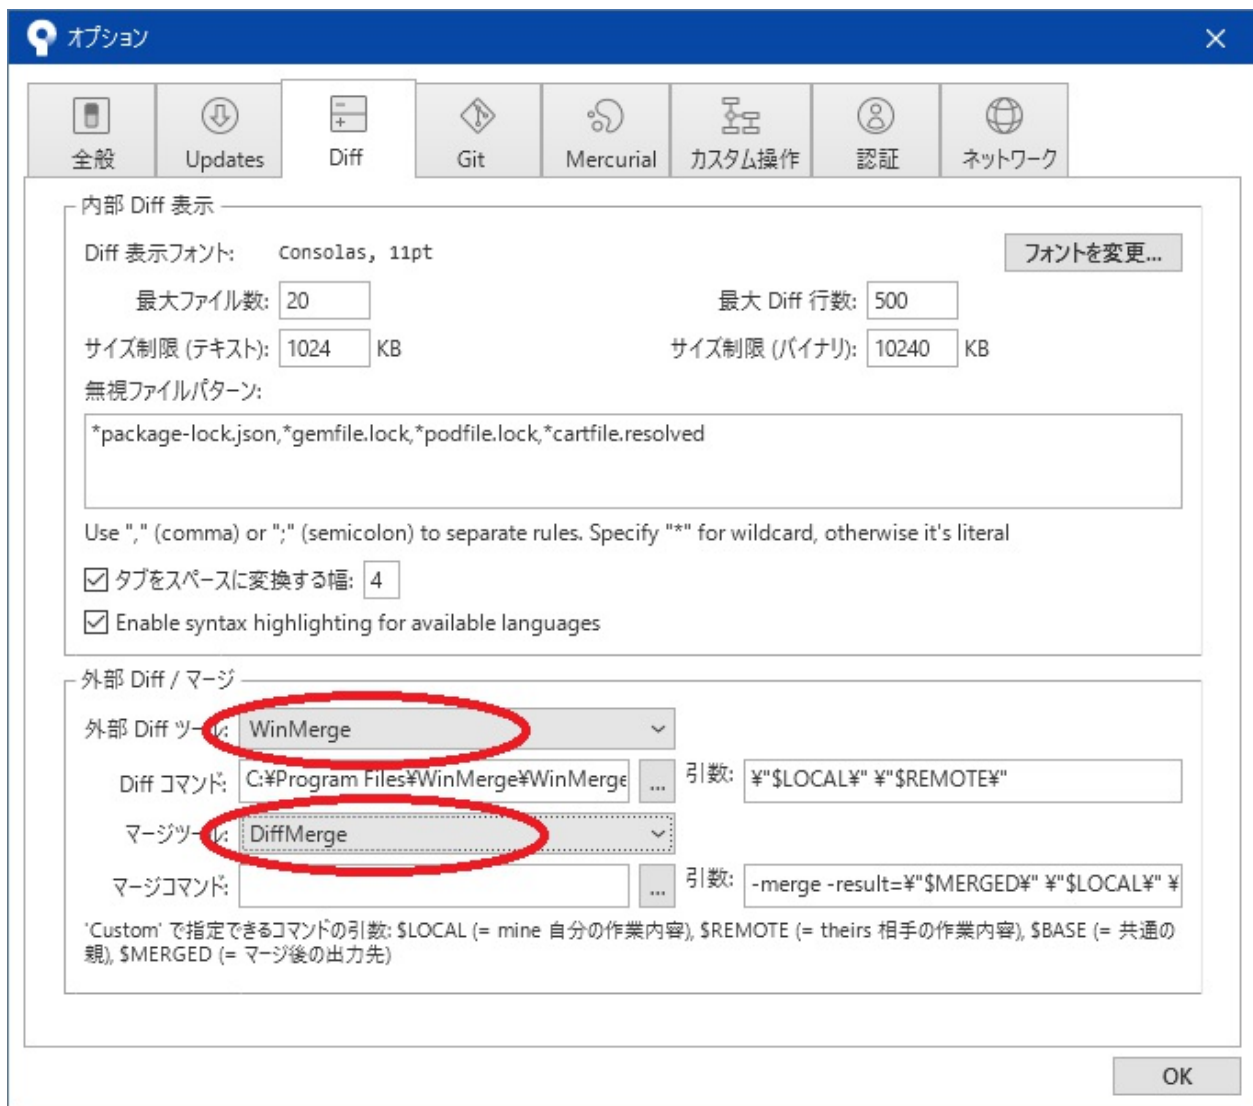 オプション
全般 Updates Diff Git Mercurial カスタム操作 認証 ネットワーク
内部 Diff 表示
Diff 表示フォント: Consolas, 11pt フォントを変更...
最大ファイル数: 20 最大 Diff 行数: 500
サイズ制限 (テキスト): 1024 KB サイズ制限 (バイナリ): 10240 KB
無視ファイルパターン:
*package-lock.json,*gemfile.lock,*podfile.lock,*cartfile.resolved
Use "," (comma) or ";" (semicolon) to separate rules. Specify "*" for wildcard, otherwise it's literal
タブをスペースに変換する幅: 4
Enable syntax highlighting for available languages
外部 Diff / マージ
外部 Diff ツール: WinMerge
Diff コマンド: C:¥Program Files¥WinMerge¥WinMerge ... 引数: ¥"$LOCAL¥" ¥"$REMOTE¥"
マージツール: DiffMerge
マージコマンド: ... 引数: -merge -result=¥"$MERGED¥" ¥"$LOCAL¥" ¥
'Custom' で指定できるコマンドの引数: $LOCAL (= mine 自分の作業内容), $REMOTE (= theirs 相手の作業内容), $BASE (= 共通の
親), $MERGED (= マージ後の出力先)
OK